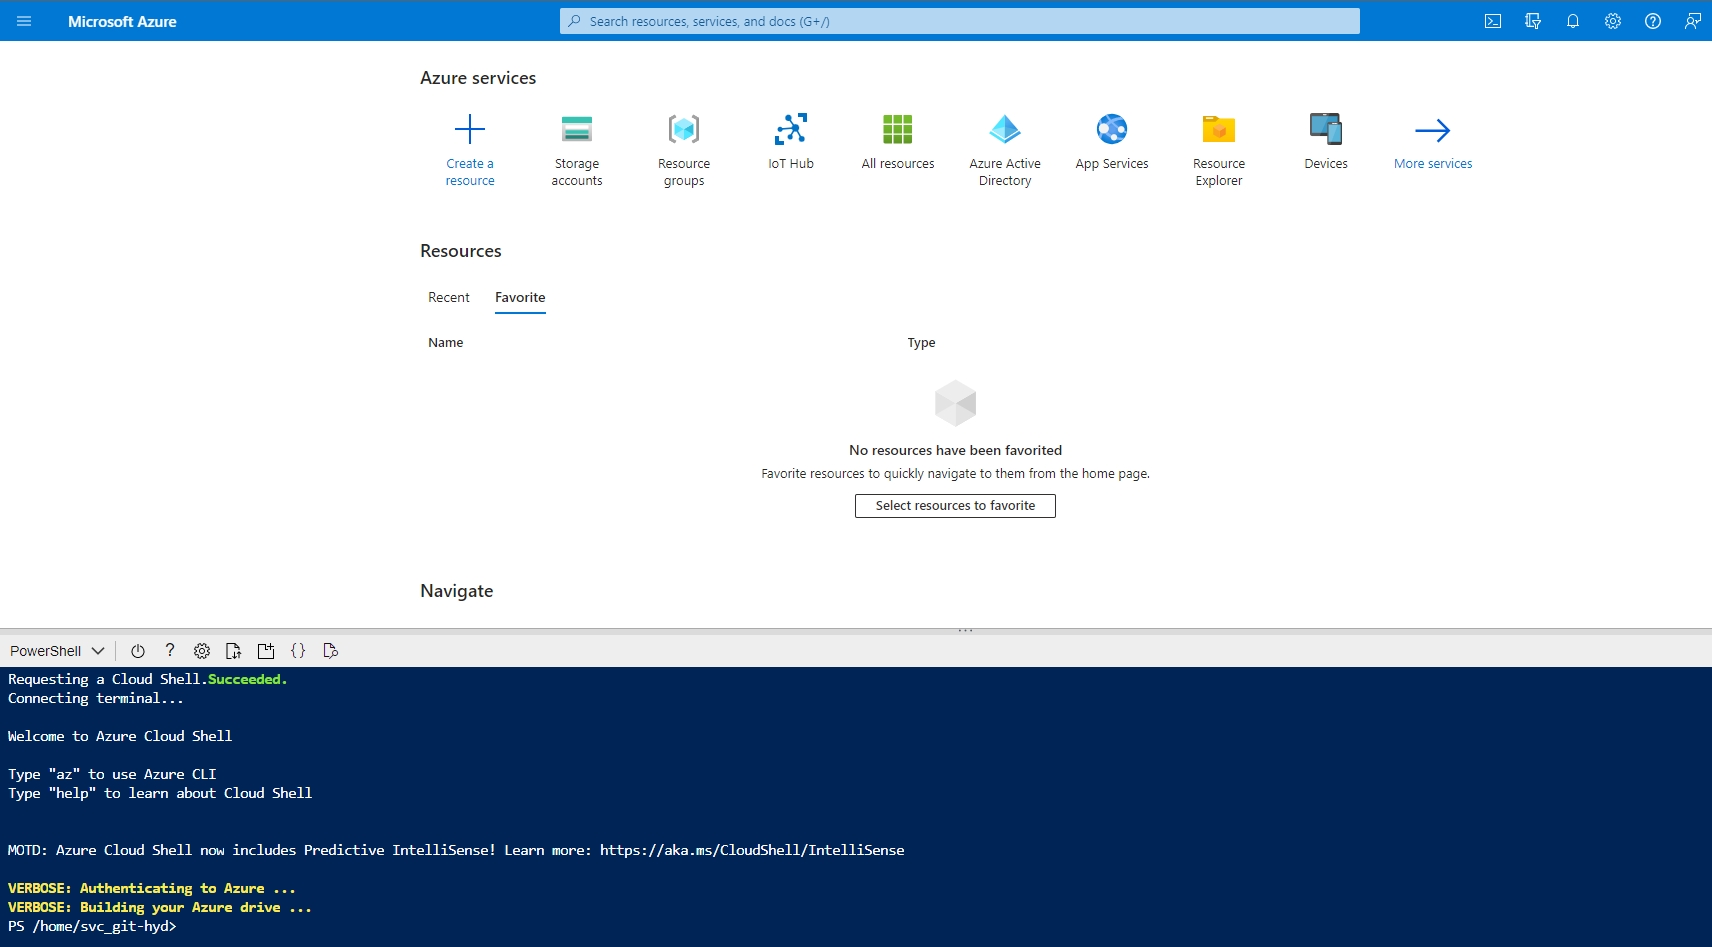 Microsoft Azure
Search resources, services, and docs (G+/)
Azure services
Create a resource
Storage accounts
Resource groups
IoT Hub
All resources
Azure Active Directory
App Services
Resource Explorer
Devices
More services
Resources
Recent
Favorite
Name
Type
No resources have been favorited
Favorite resources to quickly navigate to them from the home page.
Select resources to favorite
Navigate
PowerShell
Requesting a Cloud Shell.Succeeded.
Connecting terminal...
Welcome to Azure Cloud Shell
Type "az" to use Azure CLI
Type "help" to learn about Cloud Shell
MOTD: Azure Cloud Shell now includes Predictive IntelliSense! Learn more: https://aka.ms/CloudShell/IntelliSense
VERBOSE: Authenticating to Azure ...
VERBOSE: Building your Azure drive ...
PS /home/svc_git-hyd>